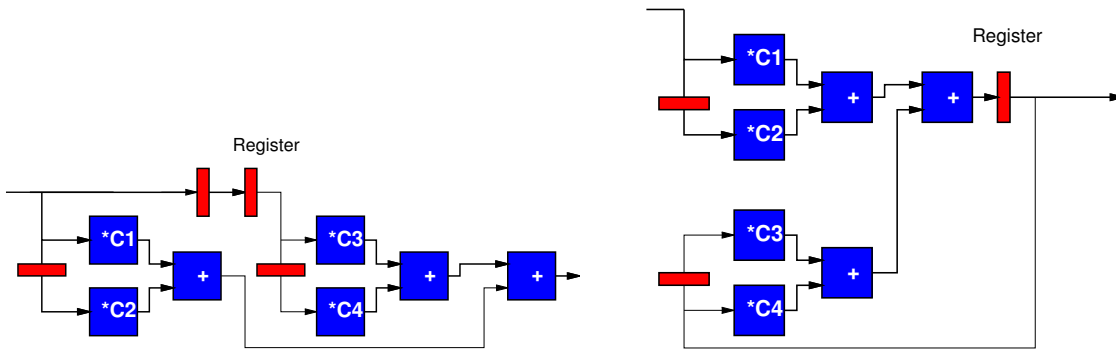 Register
*C1
*C2
+
*C3
*C4
+
+
Register
*C1
*C2
+
+
*C3
*C4
+